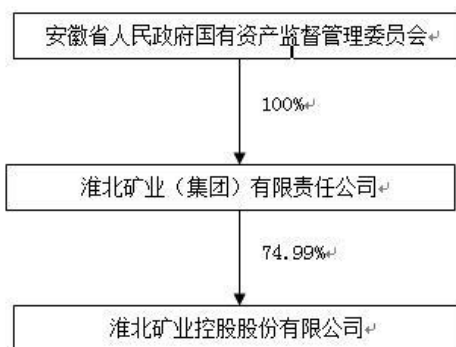 安徽省人民政府国有资产监督管理委员会
100%
淮北矿业（集团）有限责任公司
74.99%
淮北矿业控股股份有限公司